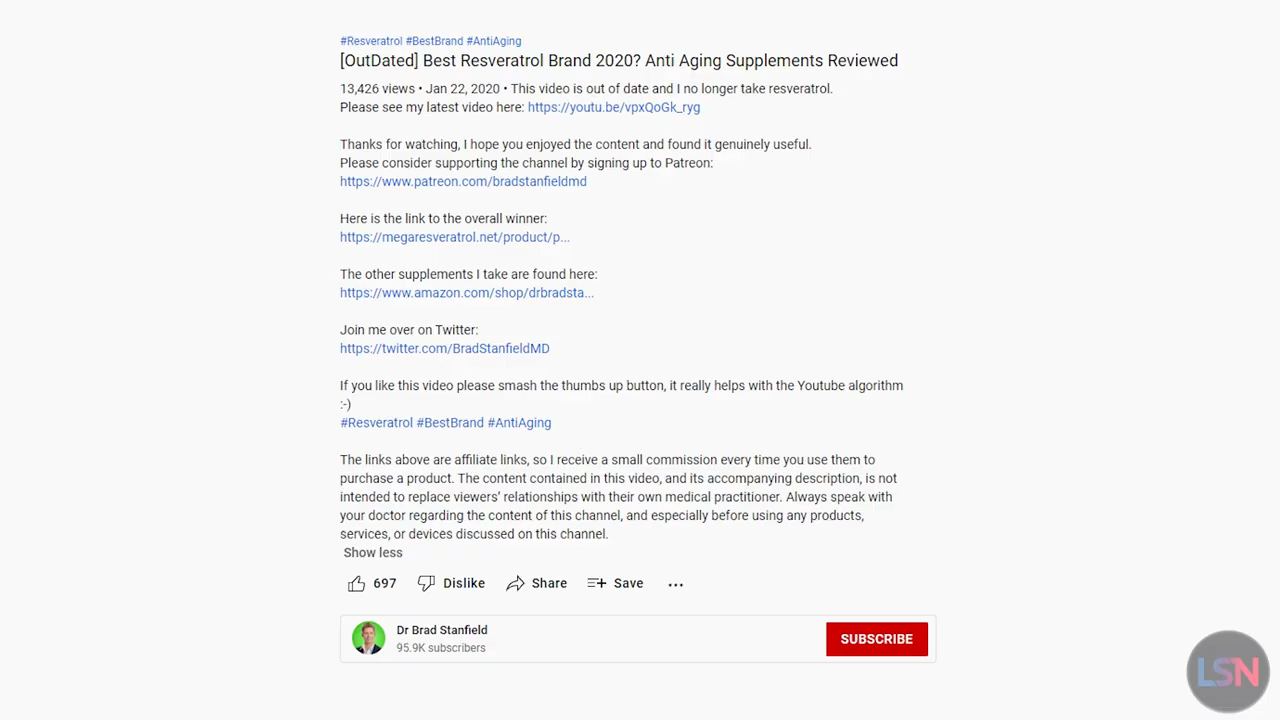 #Resveratrol #BestBrand #AntiAging
[OutDated] Best Resveratrol Brand 2020? Anti Aging Supplements Reviewed
13,426 views • Jan 22, 2020 • This video is out of date and I no longer take resveratrol.
Please see my latest video here: https://youtu.be/vpxQoGk_ryg
Thanks for watching, I hope you enjoyed the content and found it genuinely useful.
Please consider supporting the channel by signing up to Patreon:
https://www.patreon.com/bradstanfieldmd
Here is the link to the overall winner:
https://megaresveratrol.net/product/p...
The other supplements I take are found here:
https://www.amazon.com/shop/drbradsta...
Join me over on Twitter:
https://twitter.com/BradStanfieldMD
If you like this video please smash the thumbs up button, it really helps with the Youtube algorithm
:-)
#Resveratrol #BestBrand #AntiAging
The links above are affiliate links, so I receive a small commission every time you use them to
purchase a product. The content contained in this video, and its accompanying description, is not
intended to replace viewers’ relationships with their own medical practitioner. Always speak with
your doctor regarding the content of this channel, and especially before using any products,
services, or devices discussed on this channel.
Show less
697 Dislike Share Save ...
Dr Brad Stanfield
95.9K subscribers
SUBSCRIBE
LSN